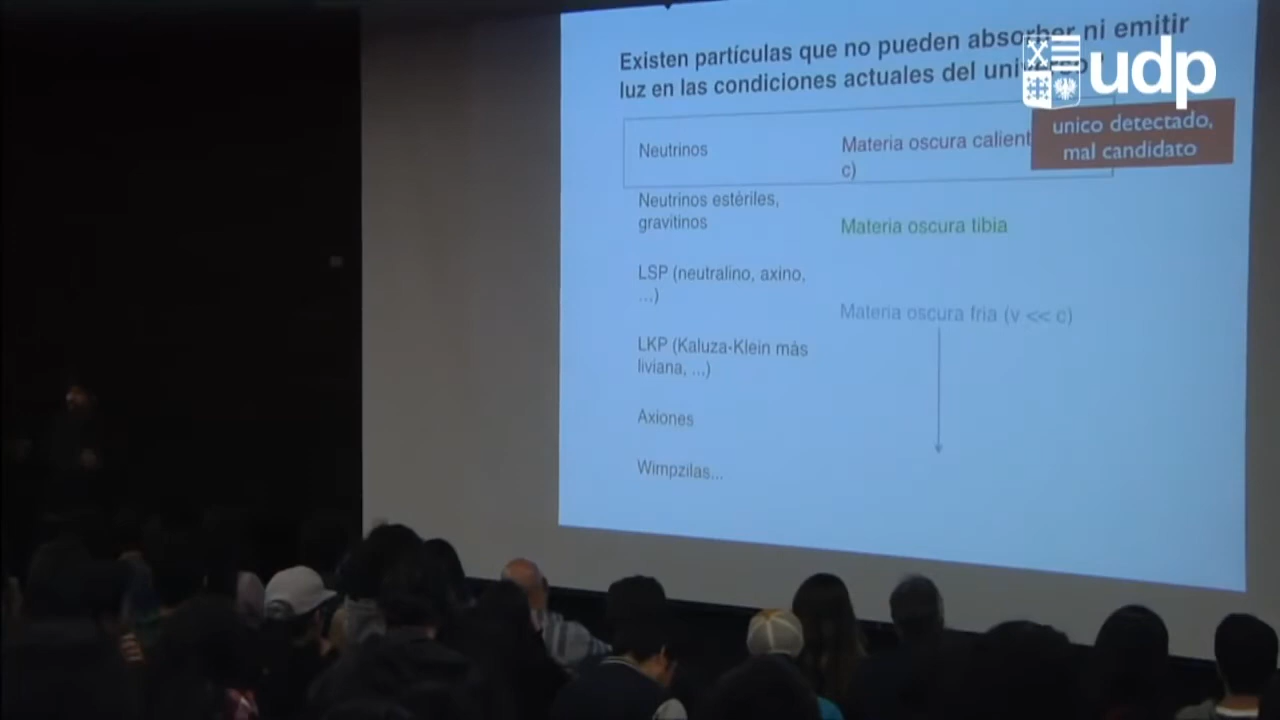 Existen partículas que no pueden absorber ni emitir
luz en las condiciones actuales del
udp
Neutrinos
Materia oscura
c)
unico detectado,
mal candidato
Neutrinos estériles,
gravitinos
Materia oscura tibia
LSP (neutralino, axino,
...)
Materia oscura fria (v << c)
LKP (Kaluza-Klein más
liviana, ...)
Axiones
Wimpzilas...